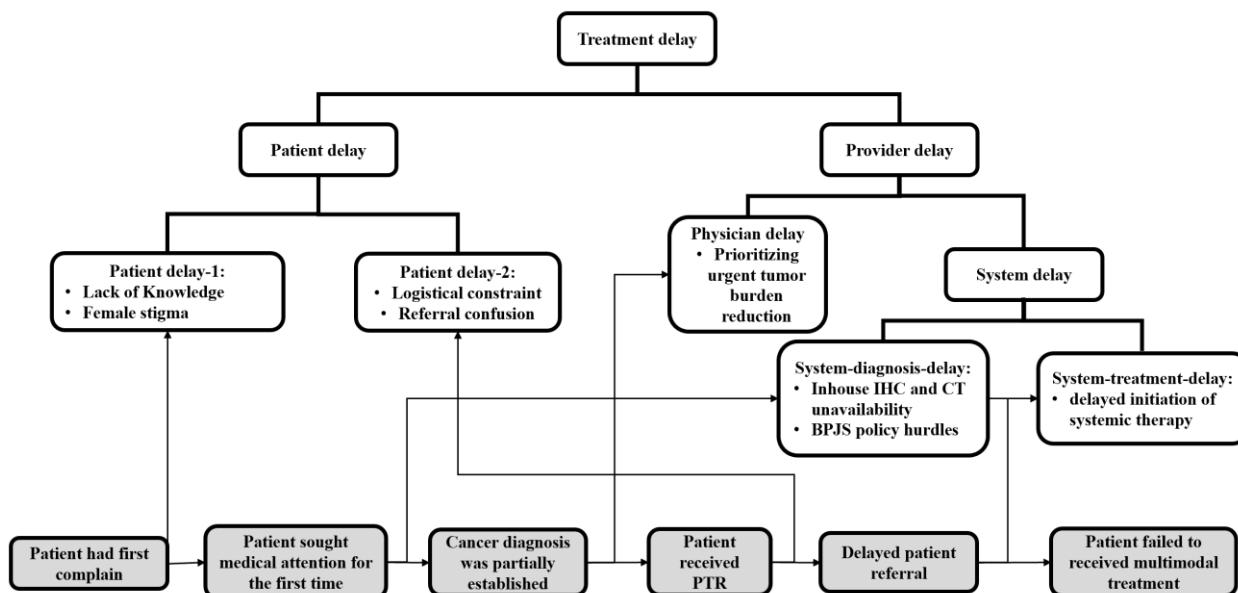 Treatment delay
Patient delay
Provider delay
Patient delay-1:
• Lack of Knowledge
• Female stigma
Patient delay-2:
• Logistical constraint
• Referral confusion
Physician delay
• Prioritizing
urgent tumor
burden
reduction
System delay
System-diagnosis-delay:
• Inhouse IHC and CT
unavailability
• BPJS policy hurdles
System-treatment-delay:
• delayed initiation of
systemic therapy
Patient had first
complain
Patient sought
medical attention for
the first time
Cancer diagnosis
was partially
established
Patient
received
PTR
Delayed patient
referral
Patient failed to
received multimodal
treatment